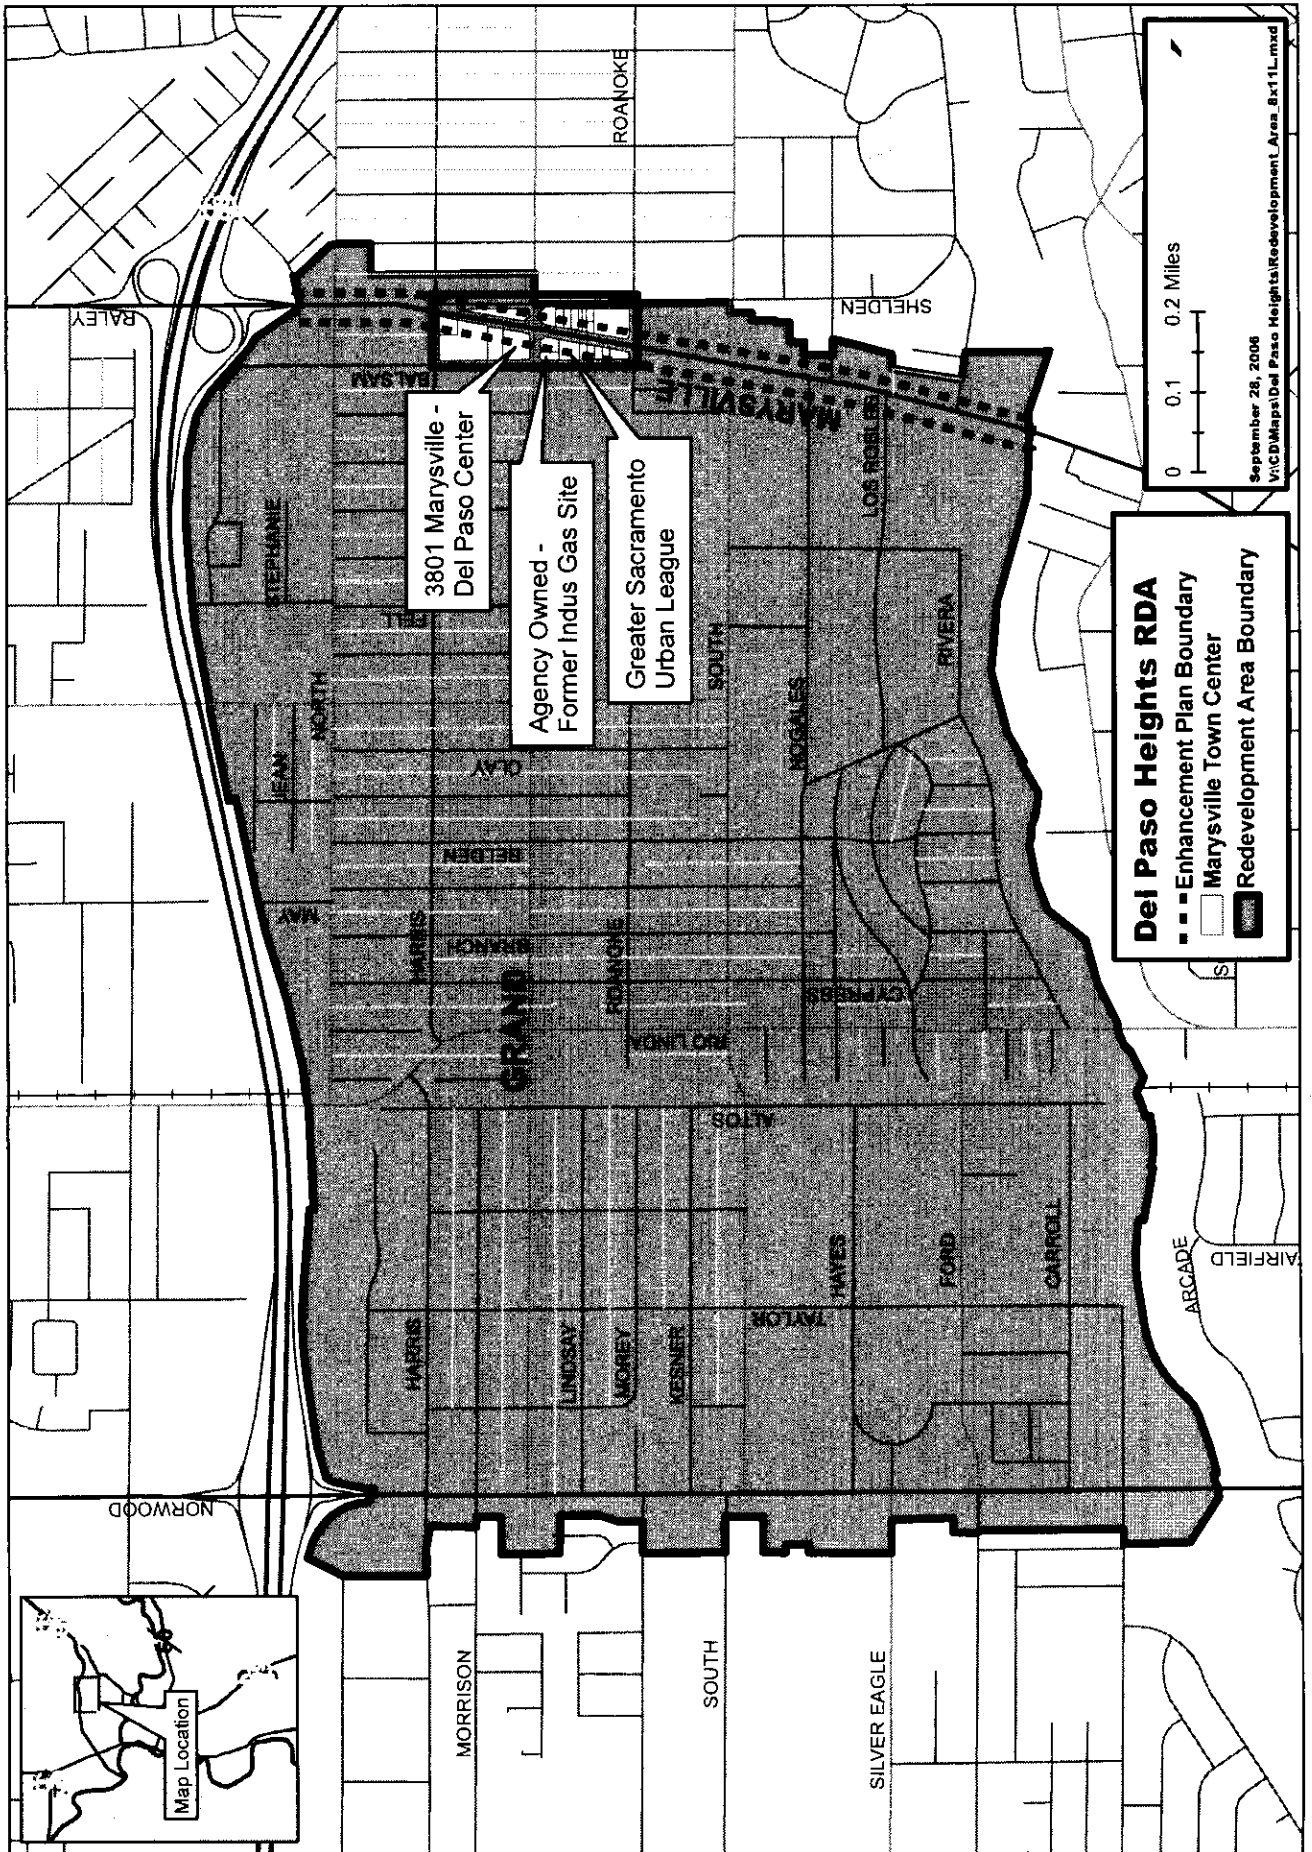 Map Location
NORWOOD
RALEY
MORRISON
SOUTH
SILVER EAGLE
HARRIS
LINDSAY
MOREY
KESNER
TAYLOR
HAYES
FORD
CARROLL
ARCADE
ALTOS
GRAND
HARRIS
MAY
BRANCH
BELDEN
ROANOKE
RIO LINDA
CYPRESS
JEAN
NORTH
CLAY
STEPHANIE
FELL
SOUTH
NOGALES
RIVERA
BALSAM
3801 Marysville -
Del Paso Center
Agency Owned -
Former Indus Gas Site
Greater Sacramento
Urban League
MARYSVILLE
LOS ROBLES
SHELDEN
ROANOKE
Del Paso Heights RDA
Enhancement Plan Boundary
Marysville Town Center
Redevelopment Area Boundary
0 0.1 0.2 Miles
September 28, 2006
V:\CD\Maps\Del Paso Heights\Redevelopment_Area_8x11L.mxd